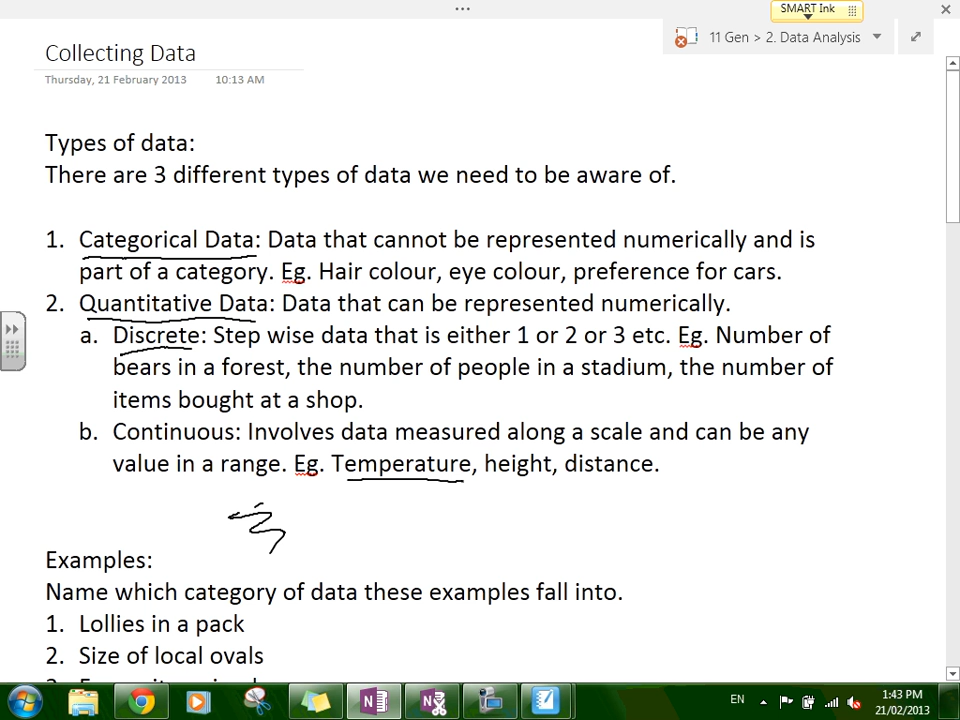 SMART Ink
11 Gen > 2. Data Analysis
Collecting Data
Thursday, 21 February 2013 10:13 AM
Types of data:
There are 3 different types of data we need to be aware of.
1. Categorical Data: Data that cannot be represented numerically and is
part of a category. Eg. Hair colour, eye colour, preference for cars.
2. Quantitative Data: Data that can be represented numerically.
a. Discrete: Step wise data that is either 1 or 2 or 3 etc. Eg. Number of
bears in a forest, the number of people in a stadium, the number of
items bought at a shop.
b. Continuous: Involves data measured along a scale and can be any
value in a range. Eg. Temperature, height, distance.
Examples:
Name which category of data these examples fall into.
1. Lollies in a pack
2. Size of local ovals
EN 1:43 PM
21/02/2013